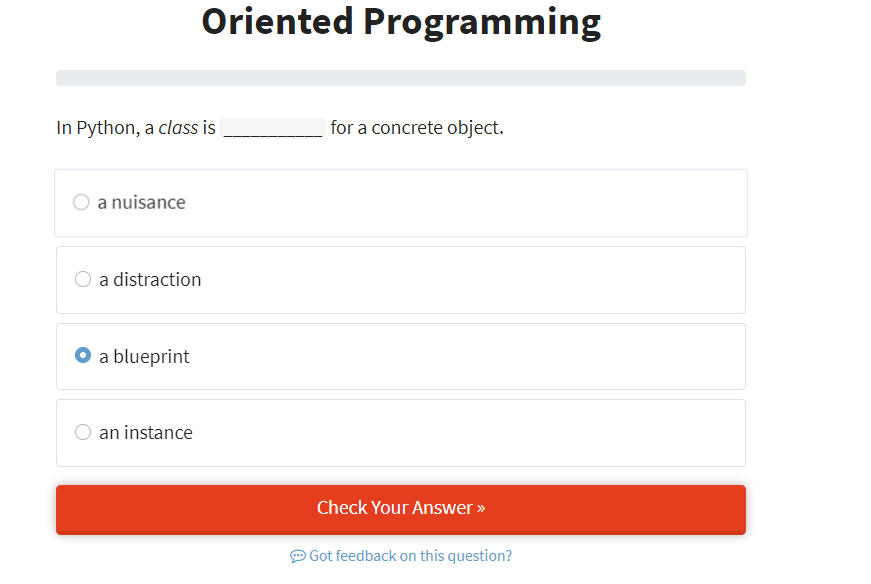 Oriented Programming
In Python, a class is ___________ for a concrete object.
a nuisance
a distraction
a blueprint
an instance
Check Your Answer »
Got feedback on this question?